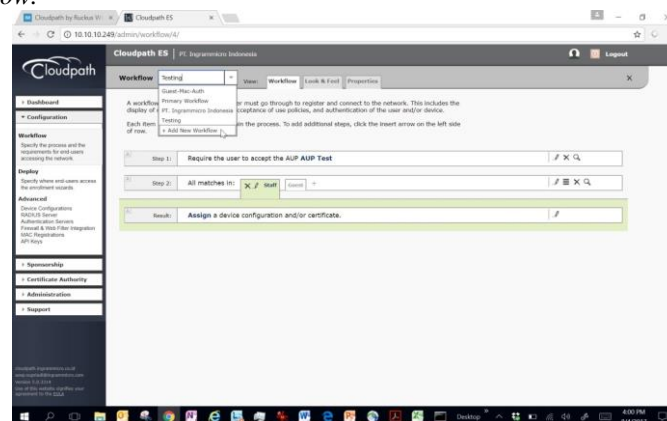 ow.
Cloudpath by Ruckus W
Cloudpath ES
10.10.10.249/admin/workflow/4/
Cloudpath
Cloudpath ES
PT. Ingrammicro Indonesia
Logout
Workflow
Testing
View:
Workflow
Look & Feel
Properties
Guest-Mac-Auth
Primary Workflow
PT. Ingrammicro Indonesia
Testing
+ Add New Workflow
A workflow
er must go through to register and connect to the network. This includes the
display of
cceptance of use policies, and authentication of the user and/or device.
Each item
in the process. To add additional steps, click the insert arrow on the left side
of row.
Step 1:
Require the user to accept the AUP AUP Test
Step 2:
All matches in:
Staff
Guest
Result:
Assign a device configuration and/or certificate.
Dashboard
Configuration
Workflow
Specify the process and the
requirements for end-users
accessing the network
Deploy
Specify where end-users access
the enrollment wizards
Advanced
Device Configurations
RADIUS Server
Authentication Servers
Firewall & Web Filter Integration
MAC Registrations
API Keys
Sponsorship
Certificate Authority
Administration
Support
Desktop
4:00 PM